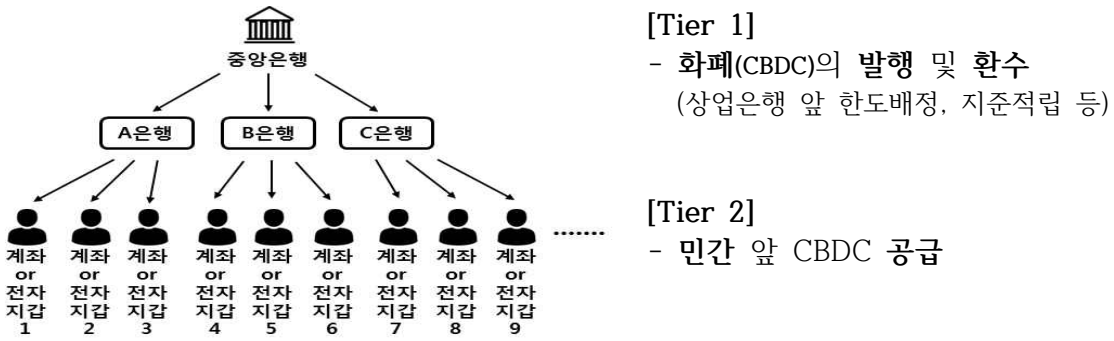 중앙은행
A은행 B은행 C은행
계좌 계좌 계좌 계좌 계좌 계좌 계좌 계좌 계좌
or or or or or or or or or
전자 전자 전자 전자 전자 전자 전자 전자 전자
지갑 지갑 지갑 지갑 지갑 지갑 지갑 지갑 지갑
1 2 3 4 5 6 7 8 9
.......
[Tier 1]
- 화폐(CBDC)의 발행 및 환수
(상업은행 앞 한도배정, 지준적립 등)
[Tier 2]
- 민간 앞 CBDC 공급